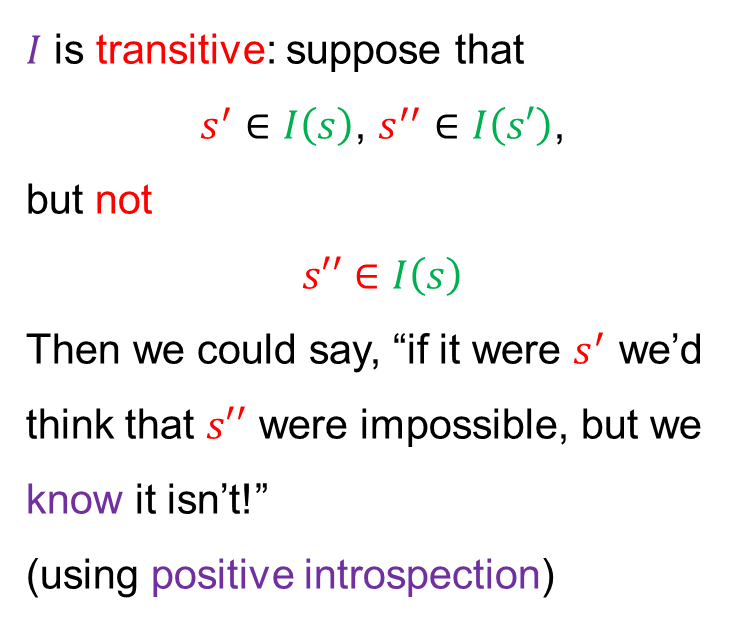 I is transitive: suppose that
s′ ∈ I(s), s″ ∈ I(s′),
but not
s″ ∈ I(s)
Then we could say, “if it were s′ we’d
think that s″ were impossible, but we
know it isn’t!”
(using positive introspection)